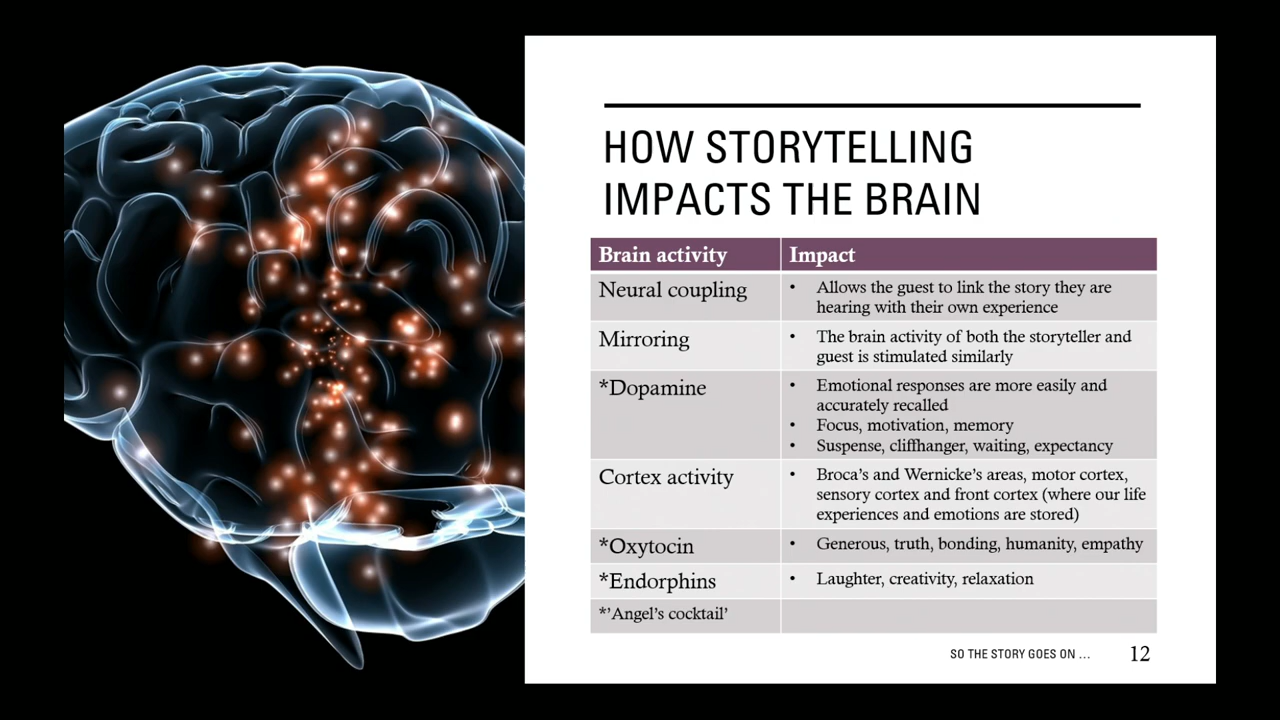 HOW STORYTELLING
IMPACTS THE BRAIN
Brain activity
Impact
Neural coupling
• Allows the guest to link the story they are
hearing with their own experience
Mirroring
• The brain activity of both the storyteller and
guest is stimulated similarly
*Dopamine
• Emotional responses are more easily and
accurately recalled
• Focus, motivation, memory
• Suspense, cliffhanger, waiting, expectancy
Cortex activity
• Broca’s and Wernicke’s areas, motor cortex,
sensory cortex and front cortex (where our life
experiences and emotions are stored)
*Oxytocin
• Generous, truth, bonding, humanity, empathy
*Endorphins
• Laughter, creativity, relaxation
*’Angel’s cocktail’
SO THE STORY GOES ON …
12